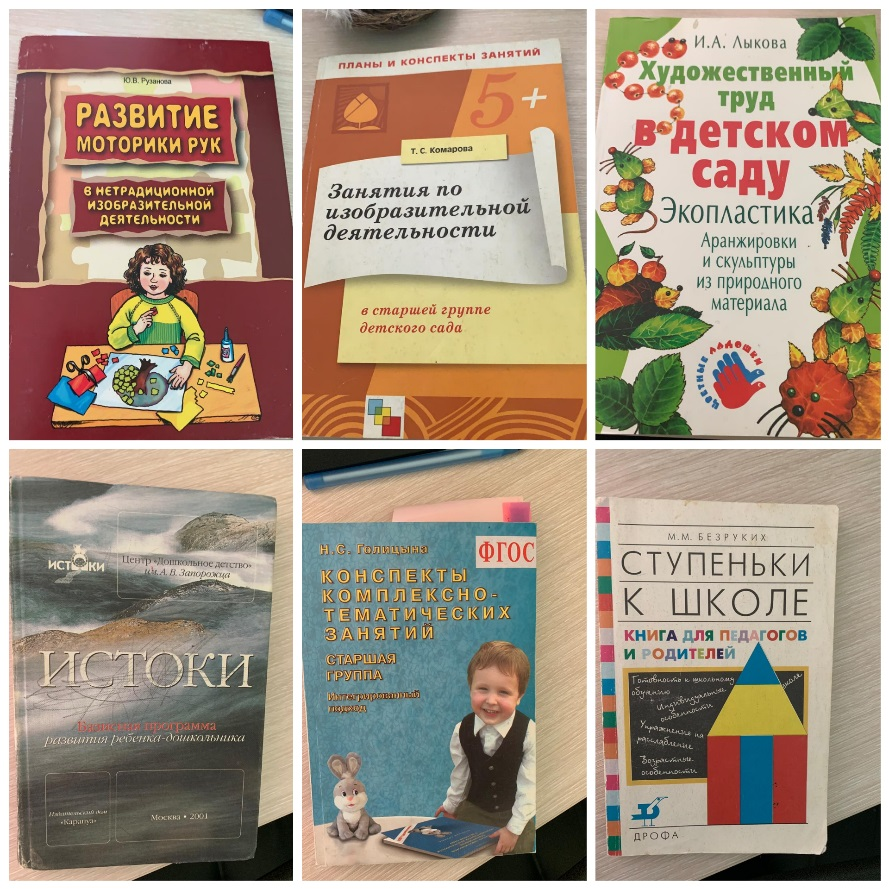 Ю.В. Рузанова
РАЗВИТИЕ
МОТОРИКИ РУК
В НЕТРАДИЦИОННОЙ
ИЗОБРАЗИТЕЛЬНОЙ
ДЕЯТЕЛЬНОСТИ
ПЛАНЫ И КОНСПЕКТЫ ЗАНЯТИЙ
5+
Т. С. Комарова
Занятия по
изобразительной
деятельности
в старшей группе
детского сада
И.А. Лыкова
Художественный
труд
в детском
саду
Экопластика
Аранжировки
и скульптуры
из природного
материала
ЦВЕТНЫЕ ЛАДОШКИ
ИСТОКИ
Центр "Дошкольное детство"
им. А. В. Запорожца
ИСТОКИ
Базисная программа
развития ребенка-дошкольника
Издательский дом
"Карапуз"
Москва • 2001
Н.С. Голицына
ФГОС
КОНСПЕКТЫ
КОМПЛЕКСНО-
ТЕМАТИЧЕСКИХ
ЗАНЯТИЙ
СТАРШАЯ
ГРУППА
Интегрированный
подход
М.М. БЕЗРУКИХ
СТУПЕНЬКИ
К ШКОЛЕ
КНИГА ДЛЯ ПЕДАГОГОВ
И РОДИТЕЛЕЙ
Готовность к школьному
обучению
школе
Индивидуальные
особенности
Упражнения на
расслабление
Возрастные
особенности
ДРОФА